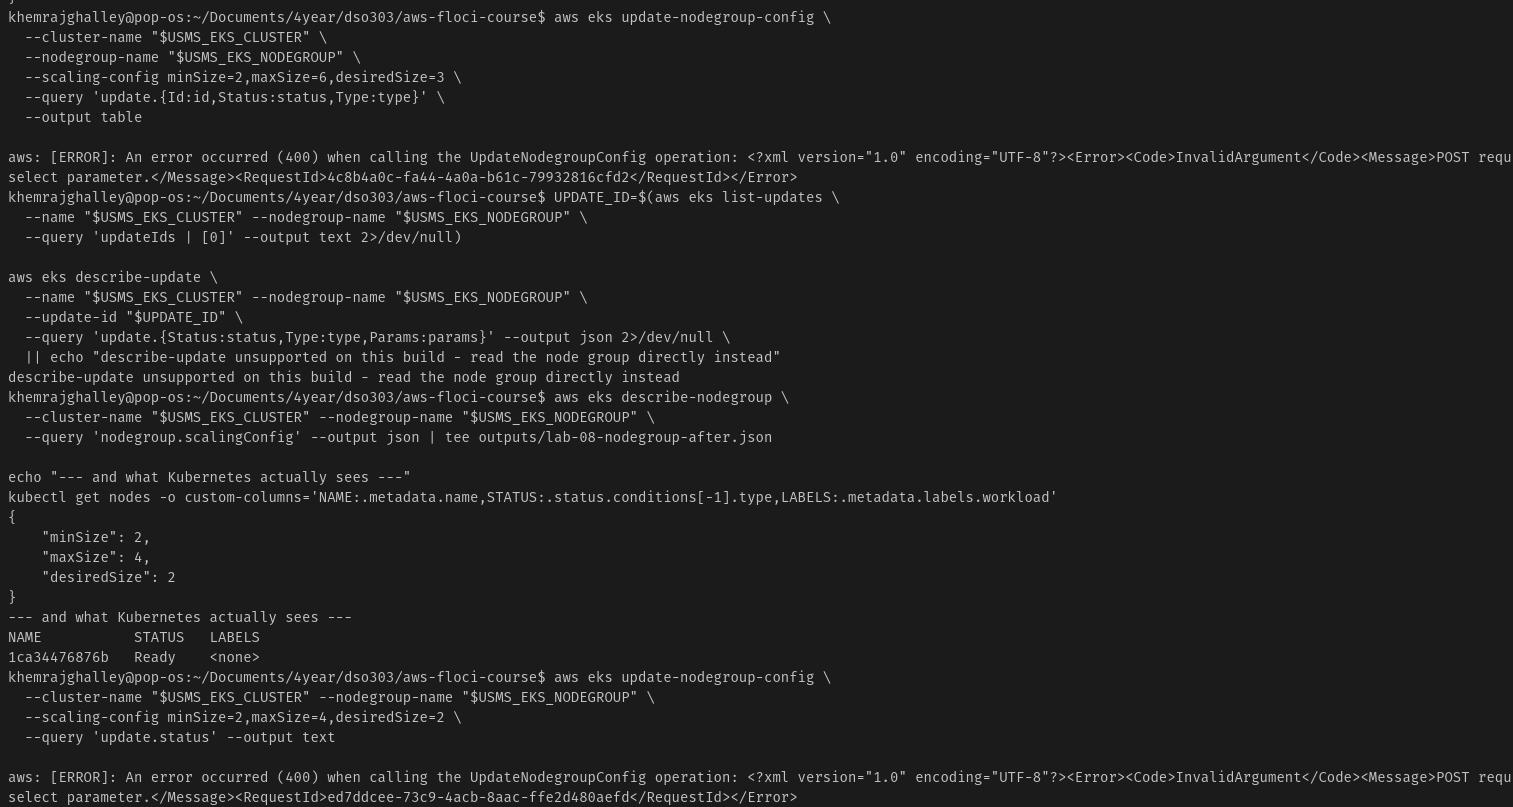 khemrajghalley@pop-os:~/Documents/4year/dso303/aws-floci-course$ aws eks update-nodegroup-config \
  --cluster-name "$USMS_EKS_CLUSTER" \
  --nodegroup-name "$USMS_EKS_NODEGROUP" \
  --scaling-config minSize=2,maxSize=6,desiredSize=3 \
  --query 'update.{Id:id,Status:status,Type:type}' \
  --output table

aws: [ERROR]: An error occurred (400) when calling the UpdateNodegroupConfig operation: <?xml version="1.0" encoding="UTF-8"?><Error><Code>InvalidArgument</Code><Message>POST requ
select parameter.</Message><RequestId>4c8b4a0c-fa44-4a0a-b61c-79932816cfd2</RequestId></Error>
khemrajghalley@pop-os:~/Documents/4year/dso303/aws-floci-course$ UPDATE_ID=$(aws eks list-updates \
  --name "$USMS_EKS_CLUSTER" --nodegroup-name "$USMS_EKS_NODEGROUP" \
  --query 'updateIds | [0]' --output text 2>/dev/null)

aws eks describe-update \
  --name "$USMS_EKS_CLUSTER" --nodegroup-name "$USMS_EKS_NODEGROUP" \
  --update-id "$UPDATE_ID" \
  --query 'update.{Status:status,Type:type,Params:params}' --output json 2>/dev/null \
  || echo "describe-update unsupported on this build - read the node group directly instead"
describe-update unsupported on this build - read the node group directly instead
khemrajghalley@pop-os:~/Documents/4year/dso303/aws-floci-course$ aws eks describe-nodegroup \
  --cluster-name "$USMS_EKS_CLUSTER" --nodegroup-name "$USMS_EKS_NODEGROUP" \
  --query 'nodegroup.scalingConfig' --output json | tee outputs/lab-08-nodegroup-after.json

echo "--- and what Kubernetes actually sees ---"
kubectl get nodes -o custom-columns='NAME:.metadata.name,STATUS:.status.conditions[-1].type,LABELS:.metadata.labels.workload'
{
    "minSize": 2,
    "maxSize": 4,
    "desiredSize": 2
}
--- and what Kubernetes actually sees ---
NAME           STATUS   LABELS
1ca34476876b   Ready    <none>
khemrajghalley@pop-os:~/Documents/4year/dso303/aws-floci-course$ aws eks update-nodegroup-config \
  --cluster-name "$USMS_EKS_CLUSTER" --nodegroup-name "$USMS_EKS_NODEGROUP" \
  --scaling-config minSize=2,maxSize=4,desiredSize=2 \
  --query 'update.status' --output text

aws: [ERROR]: An error occurred (400) when calling the UpdateNodegroupConfig operation: <?xml version="1.0" encoding="UTF-8"?><Error><Code>InvalidArgument</Code><Message>POST requ
select parameter.</Message><RequestId>ed7ddcee-73c9-4acb-8aac-ffe2d480aefd</RequestId></Error>